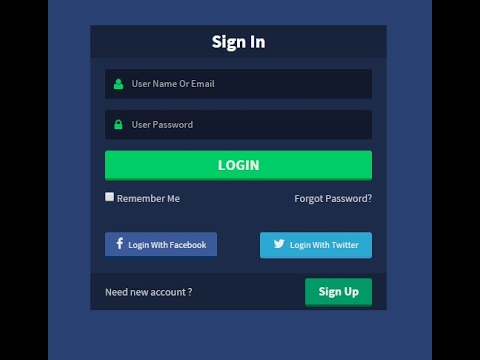 Sign In
User Name Or Email
User Password
LOGIN
Remember Me Forgot Password?
Login With Facebook Login With Twitter
Need new account ? Sign Up